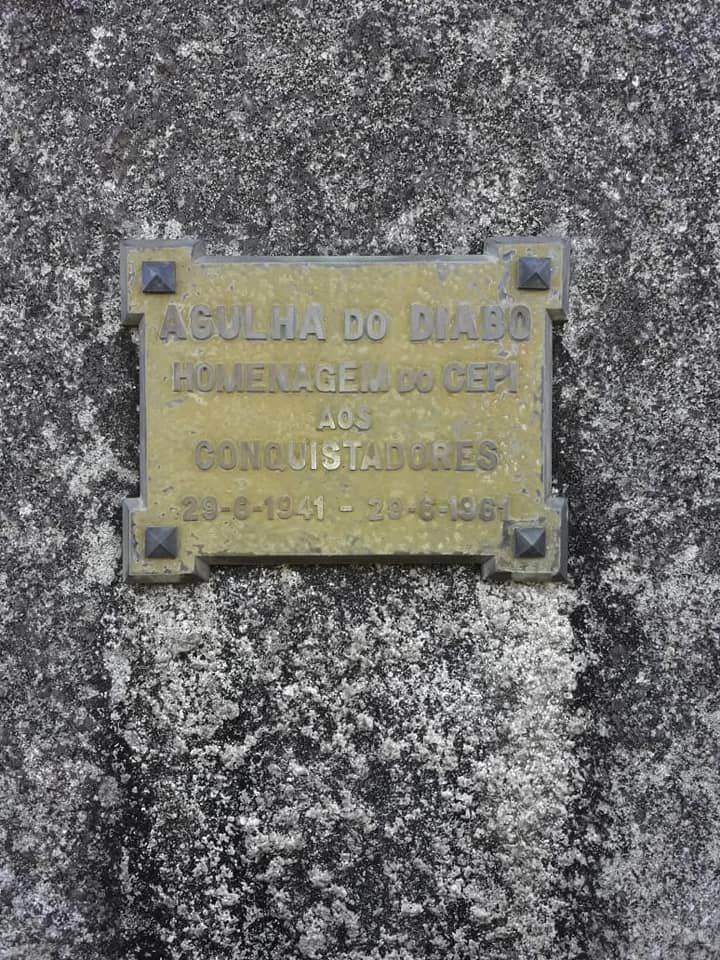 AGULHA DO DIABO
HOMENAGEM DO CEPI
AOS
CONQUISTADORES
29-6-1941 - 29-6-1961